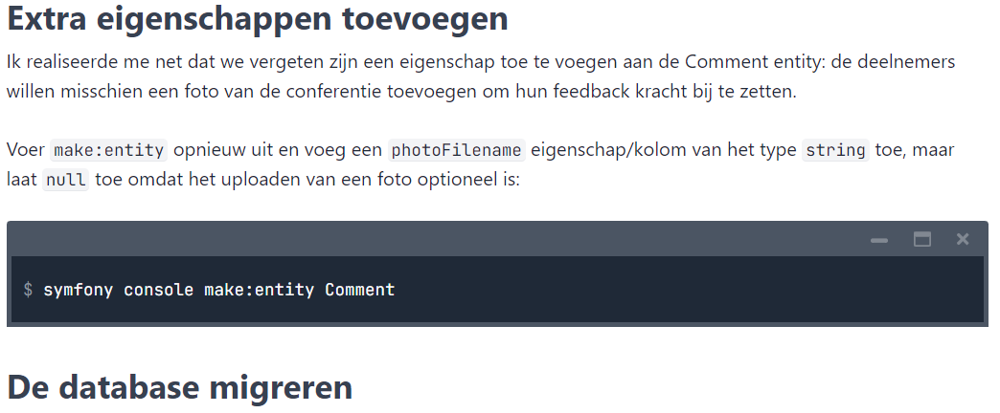 Extra eigenschappen toevoegen
Ik realiseerde me net dat we vergeten zijn een eigenschap toe te voegen aan de Comment entity: de deelnemers
willen misschien een foto van de conferentie toevoegen om hun feedback kracht bij te zetten.
Voer make:entity opnieuw uit en voeg een photoFilename eigenschap/kolom van het type string toe, maar
laat null toe omdat het uploaden van een foto optioneel is:
$ symfony console make:entity Comment
De database migreren